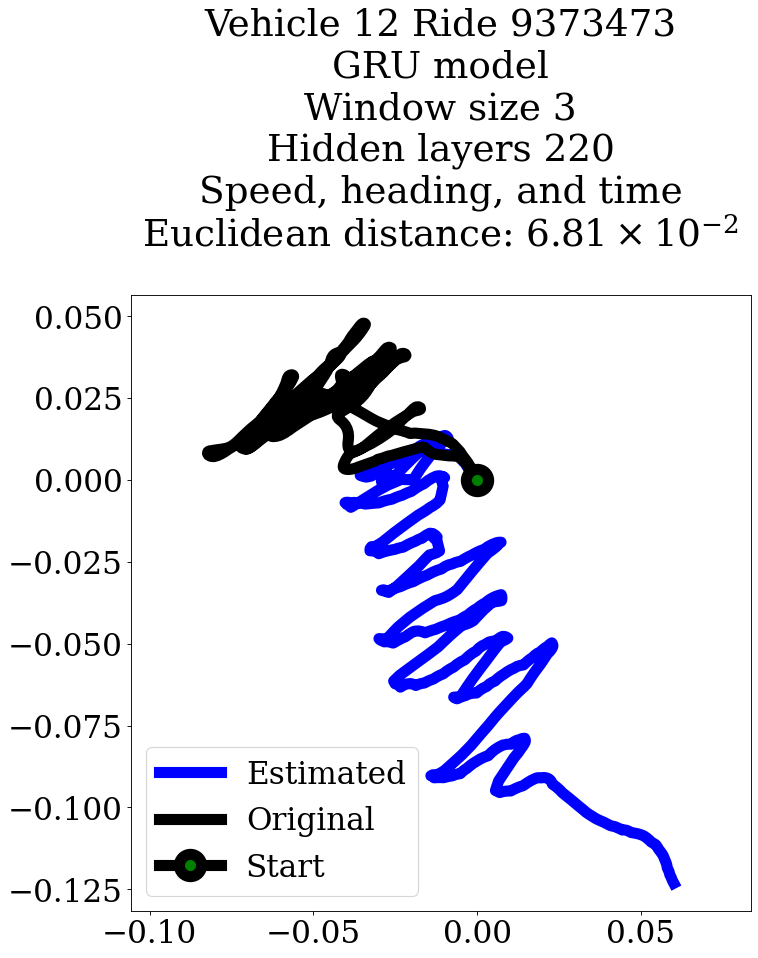 Vehicle 12 Ride 9373473
GRU model
Window size 3
Hidden layers 220
Speed, heading, and time
Euclidean distance: 6.81 × 10⁻²
0.050
0.025
0.000
−0.025
−0.050
−0.075
−0.100
−0.125
Estimated
Original
Start
−0.10
−0.05
0.00
0.05